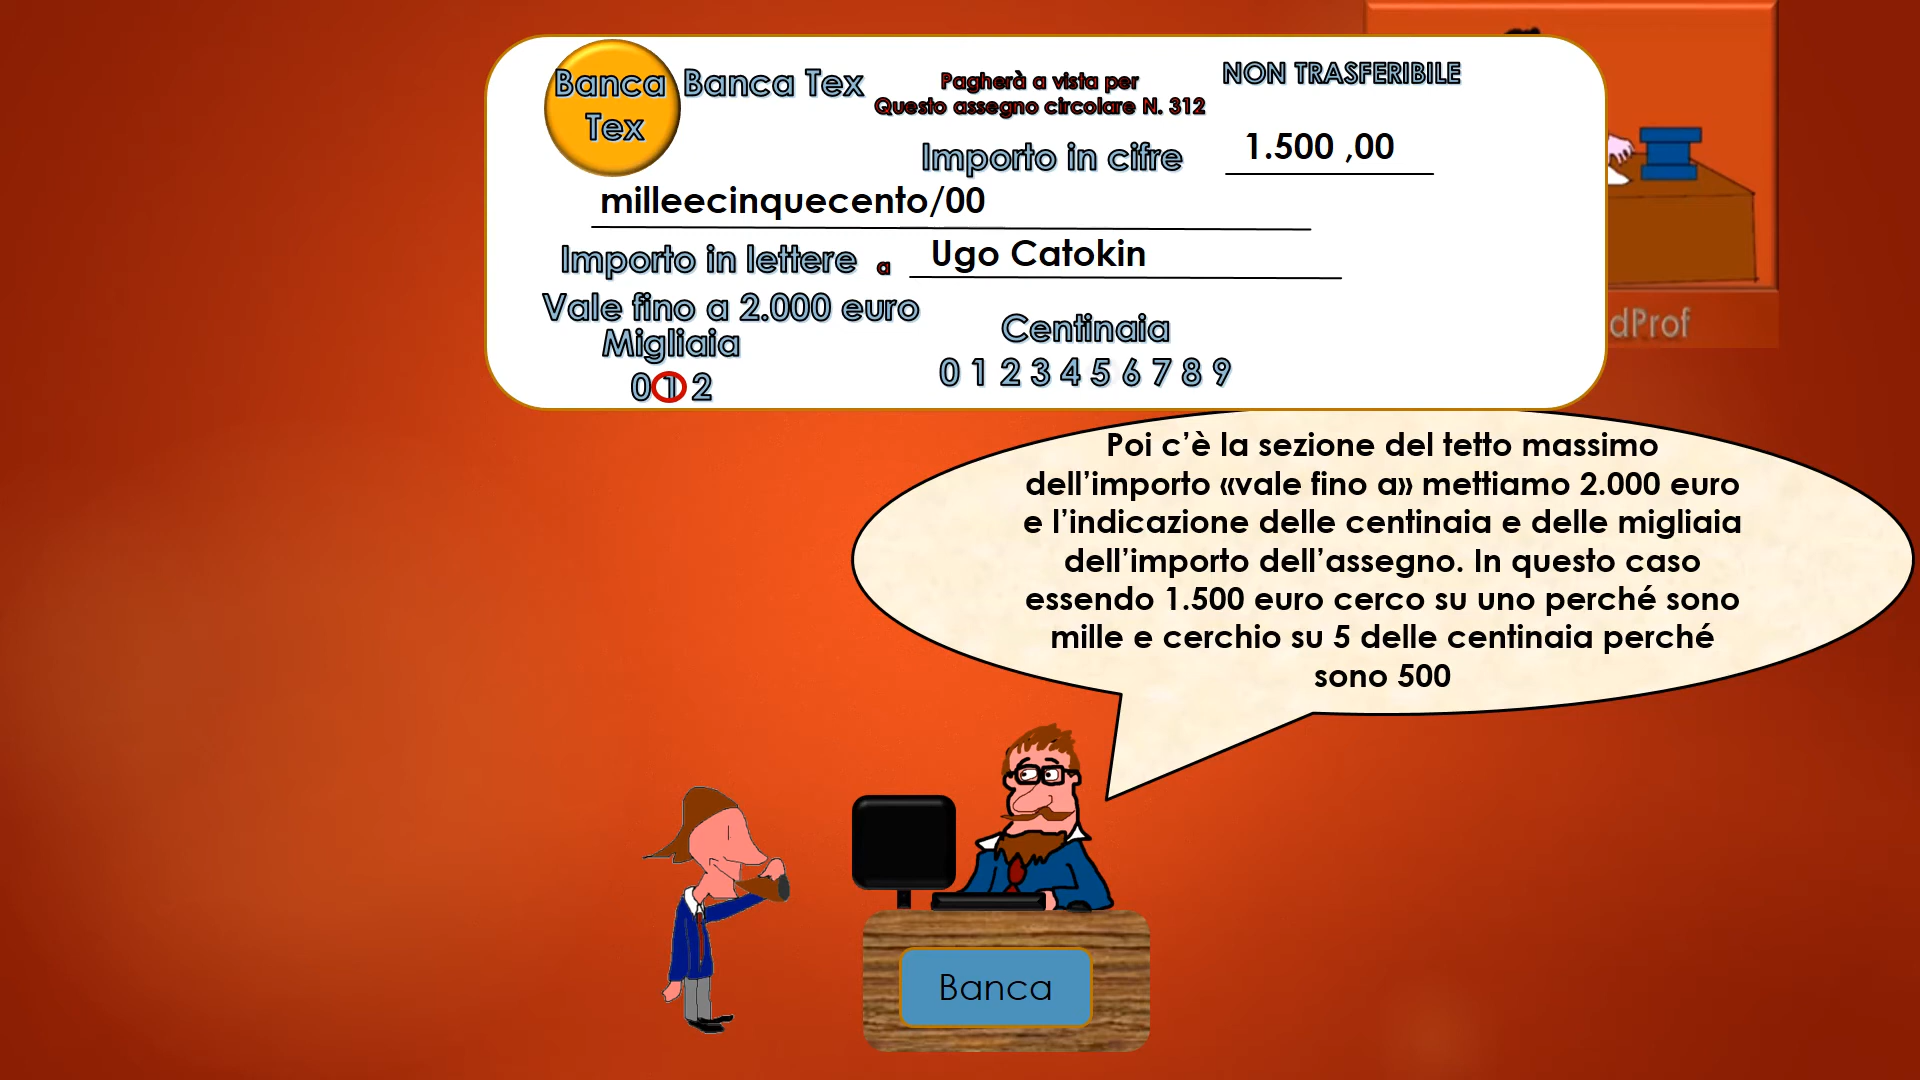 Banca
Tex
Banca Tex
Pagherà a vista per
Questo assegno circolare N. 312
NON TRASFERIBILE
Importo in cifre
1.500 ,00
milleecinquecento/00
Importo in lettere a
Ugo Catokin
Vale fino a 2.000 euro
Migliaia
0 1 2
Centinaia
0 1 2 3 4 5 6 7 8 9
dProf
Poi c’è la sezione del tetto massimo
dell’importo «vale fino a» mettiamo 2.000 euro
e l’indicazione delle centinaia e delle migliaia
dell’importo dell’assegno. In questo caso
essendo 1.500 euro cerco su uno perché sono
mille e cerchio su 5 delle centinaia perché
sono 500
Banca